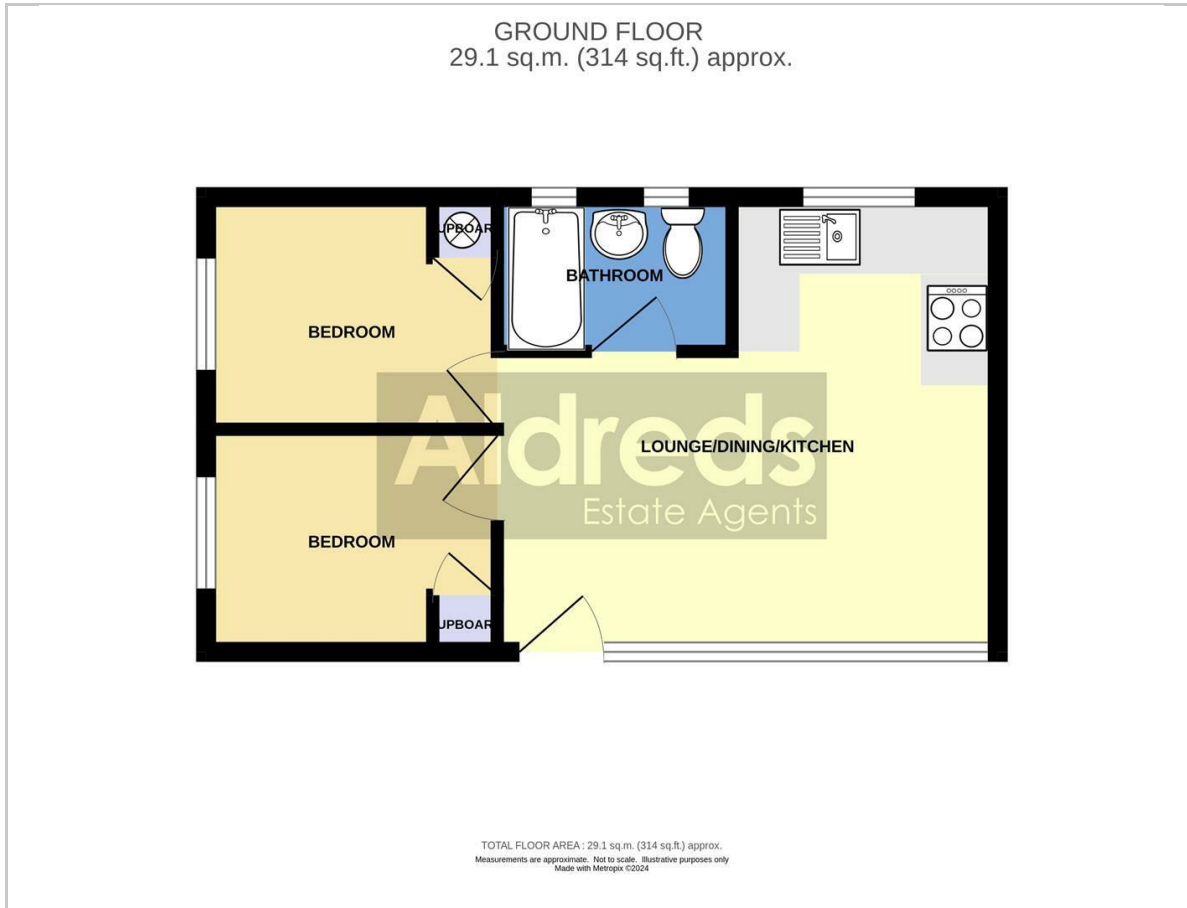 GROUND FLOOR
29.1 sq.m. (314 sq.ft.) approx.
UPBOAR
BATHROOM
BEDROOM
Aldreds
LOUNGE/DINING/KITCHEN
Estate Agents
BEDROOM
UPBOAR
TOTAL FLOOR AREA : 29.1 sq.m. (314 sq.ft.) approx.
Measurements are approximate. Not to scale. Illustrative purposes only
Made with Metropix ©2024